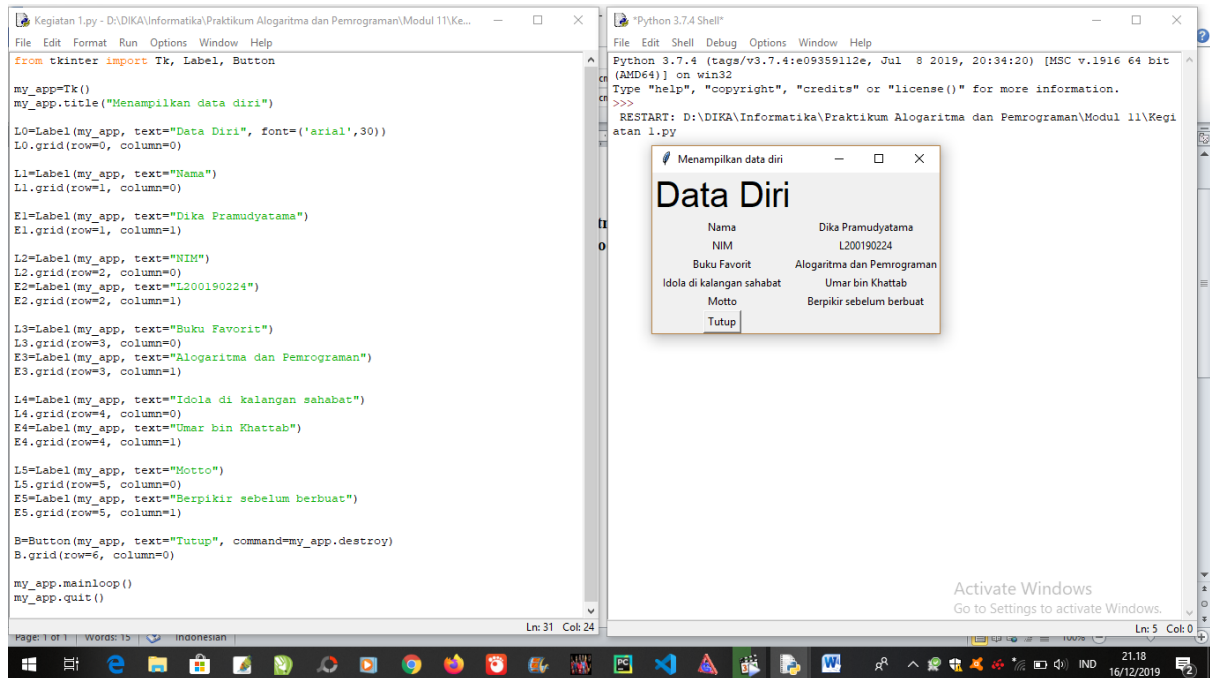 Kegiatan 1.py - D:\DIKA\Informatika\Praktikum Alogaritma dan Pemrograman\Modul 11\Ke...
File Edit Format Run Options Window Help
from tkinter import Tk, Label, Button
my_app=Tk()
my_app.title("Menampilkan data diri")
L0=Label(my_app, text="Data Diri", font=('arial',30))
L0.grid(row=0, column=0)
L1=Label(my_app, text="Nama")
L1.grid(row=1, column=0)
E1=Label(my_app, text="Dika Pramudyatama")
E1.grid(row=1, column=1)
L2=Label(my_app, text="NIM")
L2.grid(row=2, column=0)
E2=Label(my_app, text="L200190224")
E2.grid(row=2, column=1)
L3=Label(my_app, text="Buku Favorit")
L3.grid(row=3, column=0)
E3=Label(my_app, text="Alogaritma dan Pemrograman")
E3.grid(row=3, column=1)
L4=Label(my_app, text="Idola di kalangan sahabat")
L4.grid(row=4, column=0)
E4=Label(my_app, text="Umar bin Khattab")
E4.grid(row=4, column=1)
L5=Label(my_app, text="Motto")
L5.grid(row=5, column=0)
E5=Label(my_app, text="Berpikir sebelum berbuat")
E5.grid(row=5, column=1)
B=Button(my_app, text="Tutup", command=my_app.destroy)
B.grid(row=6, column=0)
my_app.mainloop()
my_app.quit()
Ln: 31 Col: 24
*Python 3.7.4 Shell*
File Edit Shell Debug Options Window Help
Python 3.7.4 (tags/v3.7.4:e09359112e, Jul 8 2019, 20:34:20) [MSC v.1916 64 bit
(AMD64)] on win32
Type "help", "copyright", "credits" or "license()" for more information.
>>>
RESTART: D:\DIKA\Informatika\Praktikum Alogaritma dan Pemrograman\Modul 11\Kegi
atan 1.py
Menampilkan data diri
Data Diri
Nama Dika Pramudyatama
NIM L200190224
Buku Favorit Alogaritma dan Pemrograman
Idola di kalangan sahabat Umar bin Khattab
Motto Berpikir sebelum berbuat
Tutup
Activate Windows
Go to Settings to activate Windows.
Ln: 5 Col: 0
Page: 1 of 1 Words: 15 Indonesian
100%
IND
21.18
16/12/2019